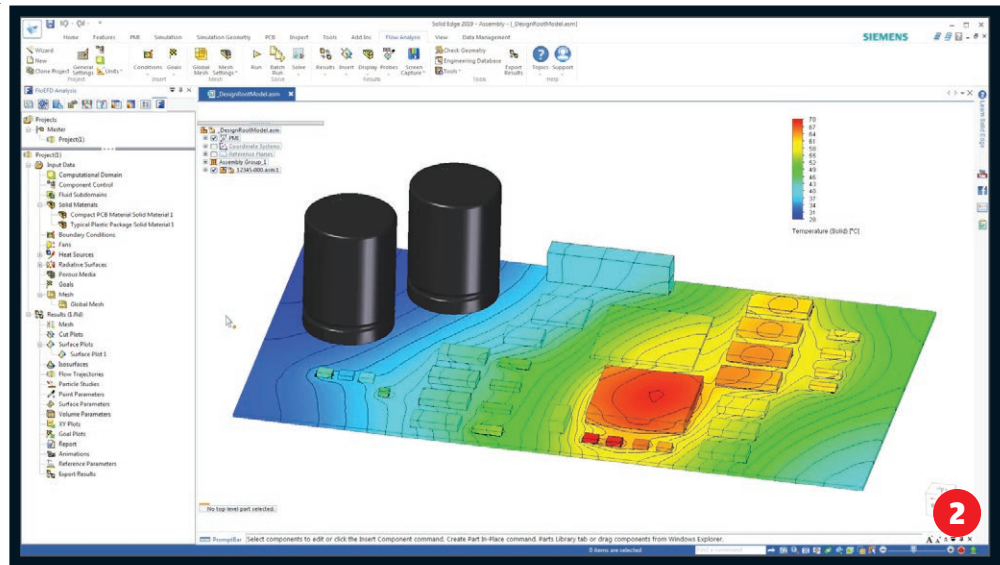 Solid Edge 2019 - Assembly - [_DesignRootModel.asm]
Home Features PMI Simulation Simulation Geometry PCB Inspect Tools Add Ins Flow Analysis View Data Management
SIEMENS
Wizard
New
Clone Project
General Settings
Units
Conditions
Goals
Global Mesh
Mesh Settings
Run
Batch Run
Solve
Results
Insert
Display
Probes
Screen Capture
Check Geometry
Engineering Database
Tools
Export Results
Topics
Support
Project
Insert
Mesh
Solve
Results
Tools
Help
FloEFD Analysis
_DesignRootModel.asm
Learn Solid Edge
Projects
Master
Project(1)
Project(1)
Input Data
Computational Domain
Component Control
Fluid Subdomains
Solid Materials
Compact PCB Material Solid Material 1
Typical Plastic Package Solid Material 1
Boundary Conditions
Fans
Heat Sources
Radiative Surfaces
Porous Media
Goals
Mesh
Global Mesh
Results (1.fld)
Mesh
Cut Plots
Surface Plots
Surface Plot 1
Isosurfaces
Flow Trajectories
Particle Studies
Point Parameters
Surface Parameters
Volume Parameters
XY Plots
Goal Plots
Report
Animations
Reference Parameters
Export Results
_DesignRootModel.asm
PMI
Coordinate Systems
Reference Planes
Assembly Group_1
12345-000.asm:1
70
67
64
61
58
55
52
49
46
43
40
37
34
31
28
Temperature (Solid) [°C]
No top level part selected.
2
PromptBar Select components to edit or click the Insert Component command. Create Part In-Place command. Parts Library tab or drag components from Windows Explorer.
0 items are selected